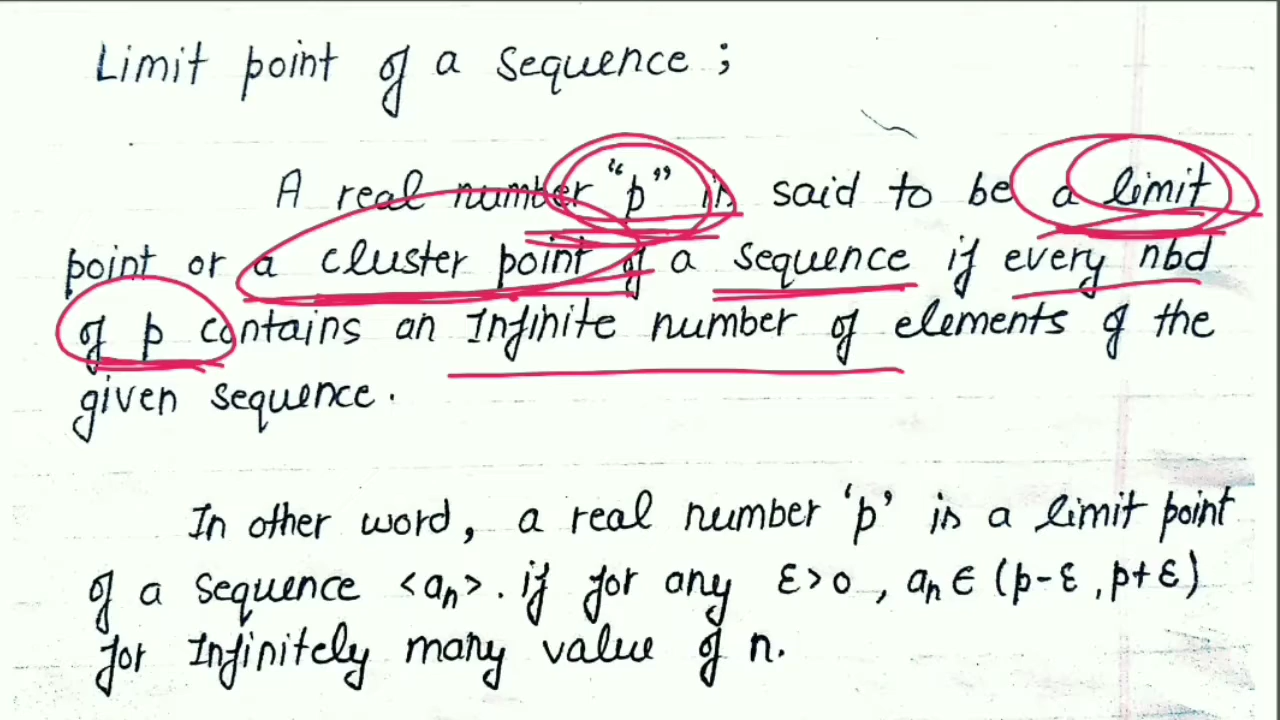 Limit point of a sequence ;
A real number "p" is said to be a limit
point or a cluster point of a sequence if every nbd
of p contains an Infinite number of elements of the
given sequence.
In other word, a real number 'p' is a limit point
of a sequence <aₙ>. if for any ε>0, aₙ ∈ (p-ε, p+ε)
for Infinitely many value of n.